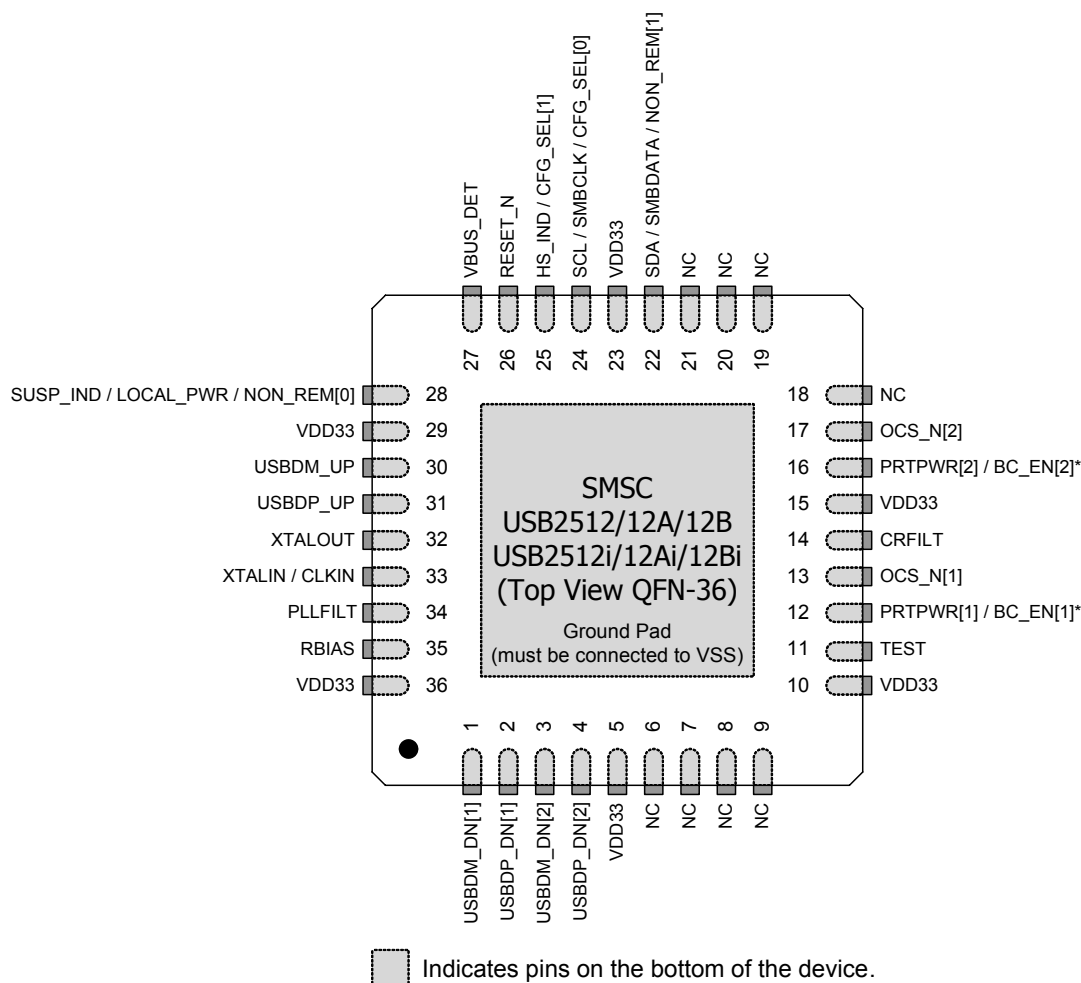 VBUS_DET
RESET_N
HS_IND / CFG_SEL[1]
SCL / SMBCLK / CFG_SEL[0]
VDD33
SDA / SMBDATA / NON_REM[1]
NC
NC
NC
27
26
25
24
23
22
21
20
19
SUSP_IND / LOCAL_PWR / NON_REM[0] 28
VDD33 29
USBDM_UP 30
USBDP_UP 31
XTALOUT 32
XTALIN / CLKIN 33
PLLFILT 34
RBIAS 35
VDD33 36
SMSC
USB2512/12A/12B
USB2512i/12Ai/12Bi
(Top View QFN-36)
Ground Pad
(must be connected to VSS)
18 NC
17 OCS_N[2]
16 PRTPWR[2] / BC_EN[2]*
15 VDD33
14 CRFILT
13 OCS_N[1]
12 PRTPWR[1] / BC_EN[1]*
11 TEST
10 VDD33
1
2
3
4
5
6
7
8
9
USBDM_DN[1]
USBDP_DN[1]
USBDM_DN[2]
USBDP_DN[2]
VDD33
NC
NC
NC
NC
Indicates pins on the bottom of the device.